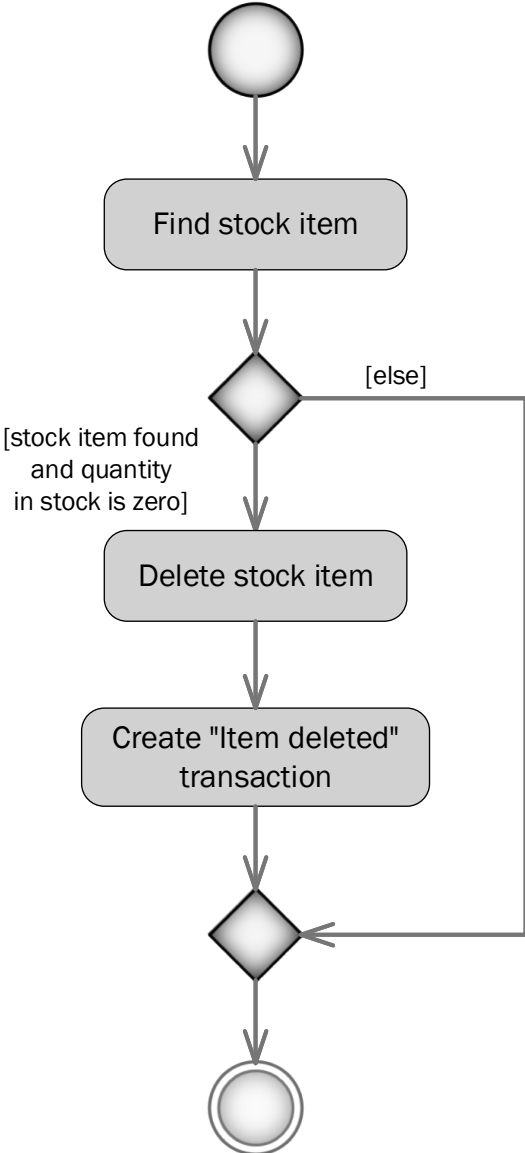 Find stock item
[else]
[stock item found
and quantity
in stock is zero]
Delete stock item
Create "Item deleted"
transaction